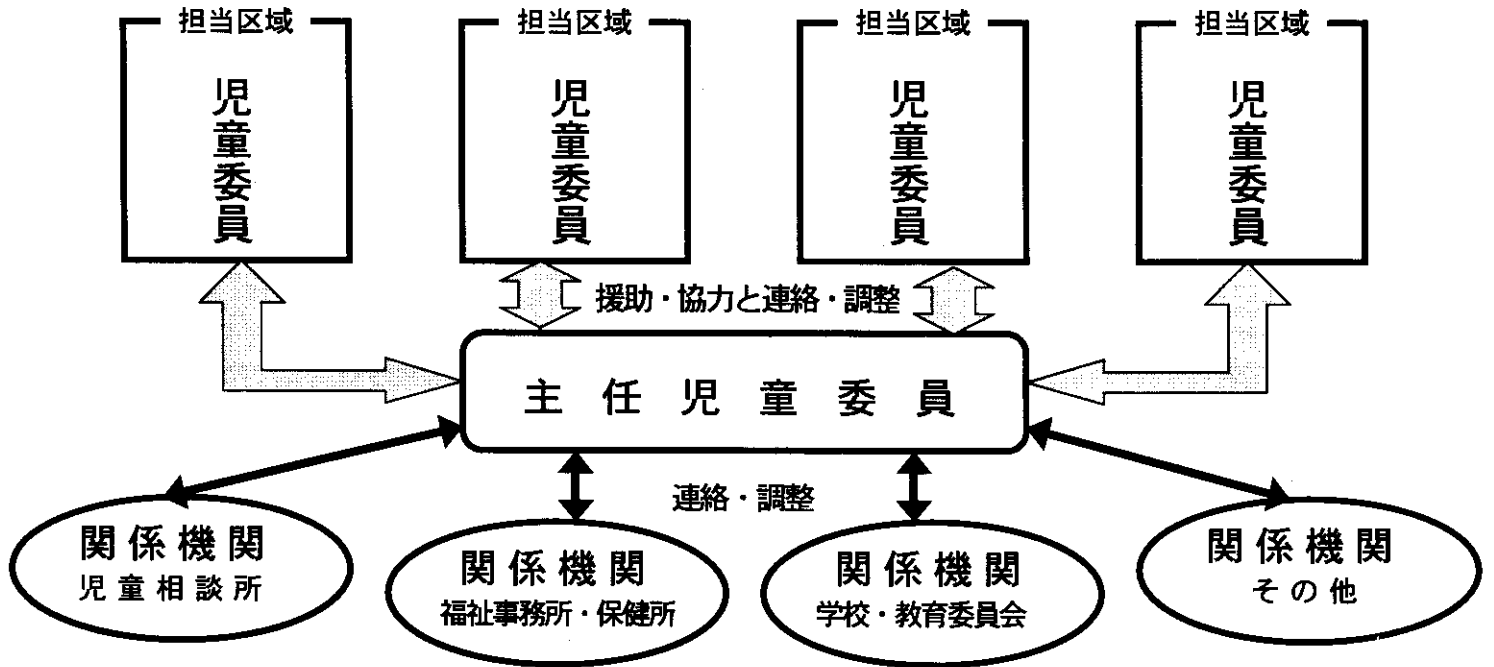 担当区域
児童委員
担当区域
児童委員
担当区域
児童委員
担当区域
児童委員
援助・協力と連絡・調整
主任児童委員
連絡・調整
関係機関
児童相談所
関係機関
福祉事務所・保健所
関係機関
学校・教育委員会
関係機関
その他